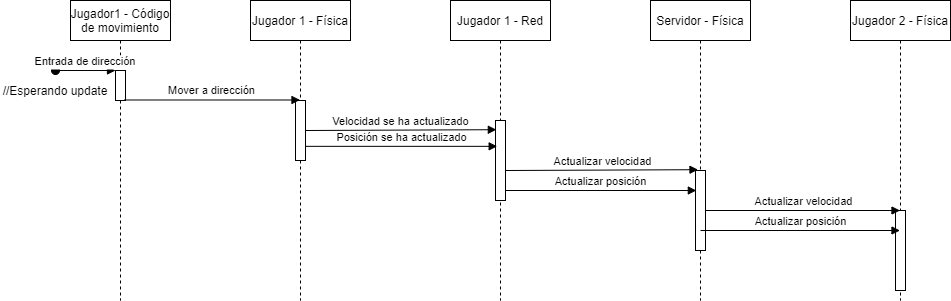 Jugador1 - Código
de movimiento
Jugador 1 - Física
Jugador 1 - Red
Servidor - Física
Jugador 2 - Física
Entrada de dirección
//Esperando update
Mover a dirección
Velocidad se ha actualizado
Posición se ha actualizado
Actualizar velocidad
Actualizar posición
Actualizar velocidad
Actualizar posición